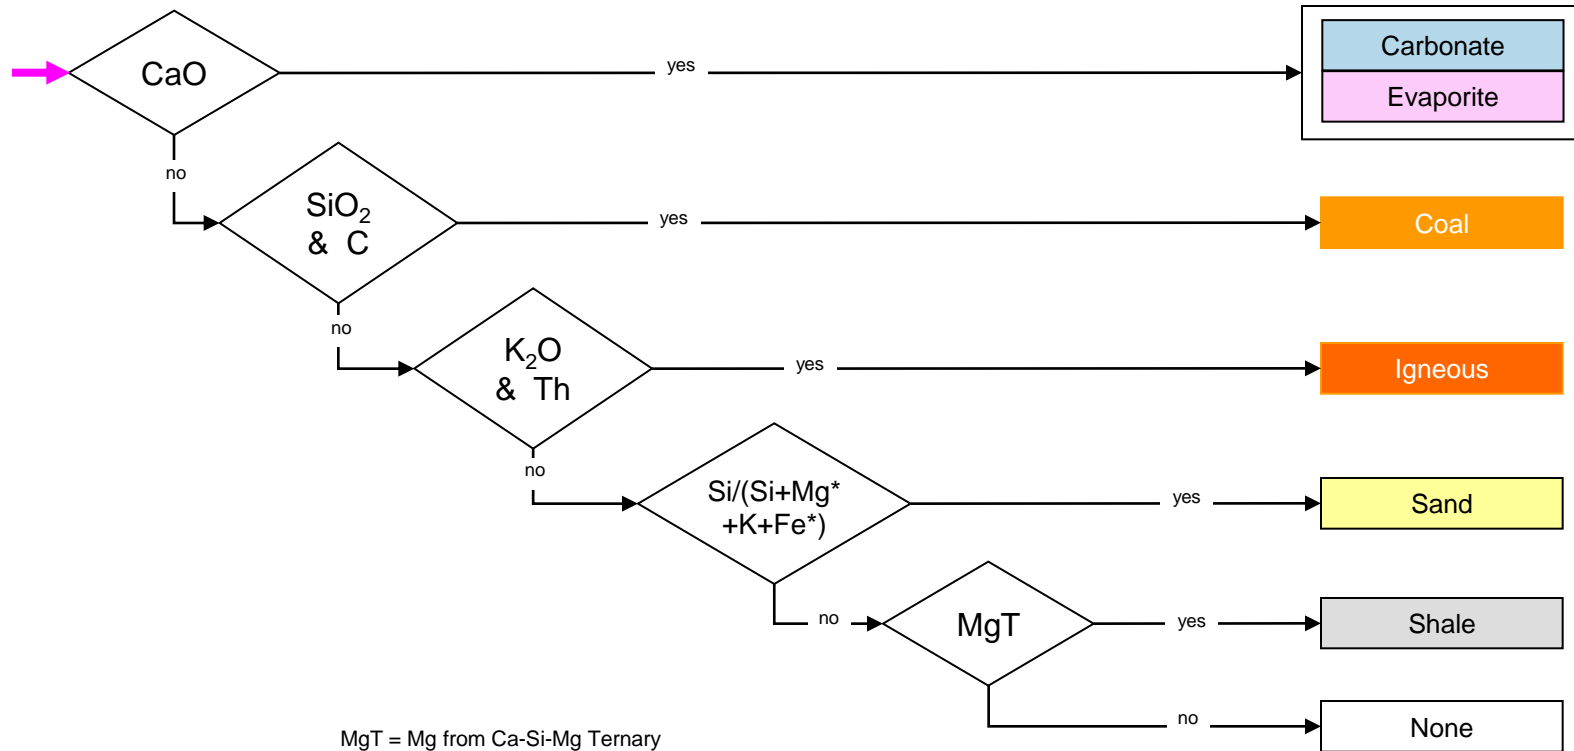 CaO
yes
Carbonate
Evaporite
no
SiO₂
& C
yes
Coal
no
K₂O
& Th
yes
Igneous
no
Si/(Si+Mg*
+K+Fe*)
yes
Sand
no
MgT
yes
Shale
no
None
MgT = Mg from Ca-Si-Mg Ternary